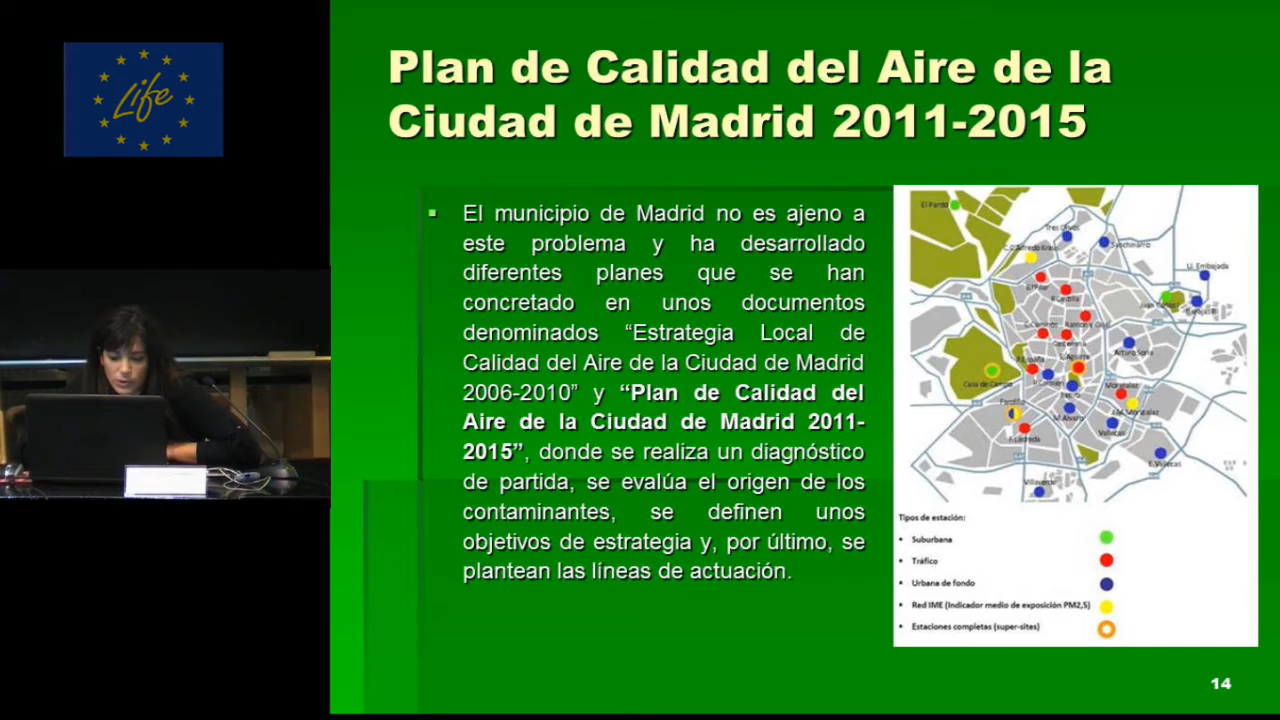 Life
Plan de Calidad del Aire de la
Ciudad de Madrid 2011-2015
El municipio de Madrid no es ajeno a
este problema y ha desarrollado
diferentes planes que se han
concretado en unos documentos
denominados “Estrategia Local de
Calidad del Aire de la Ciudad de Madrid
2006-2010” y “Plan de Calidad del
Aire de la Ciudad de Madrid 2011-
2015”, donde se realiza un diagnóstico
de partida, se evalúa el origen de los
contaminantes, se definen unos
objetivos de estrategia y, por último, se
plantean las líneas de actuación.
El Pardo
Tres Olivos
Sanchinarro
U. Embajada
Arturo Soria
Casa de Campo
Moratalaz
Farolillo
Vallecas
E. Vallecas
Villaverde
Tipos de estación:
Suburbana
Tráfico
Urbana de fondo
Red IME (Indicador medio de exposición PM2,5)
Estaciones completas (super-sites)
14